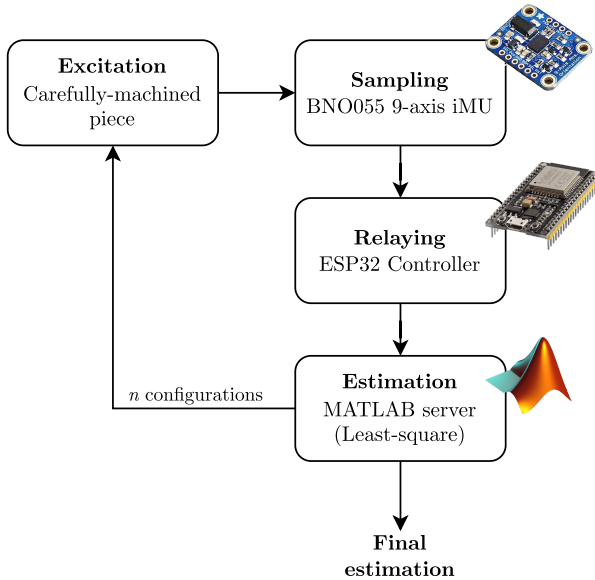 Excitation
Carefully-machined
piece
Sampling
BNO055 9-axis iMU
Relaying
ESP32 Controller
Estimation
MATLAB server
(Least-square)
n configurations
Final
estimation